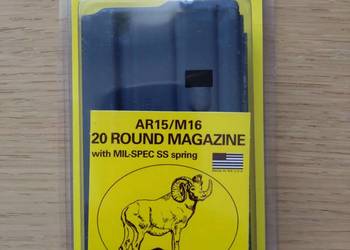 AR15/M16
20 ROUND MAGAZINE
with MIL-SPEC SS spring